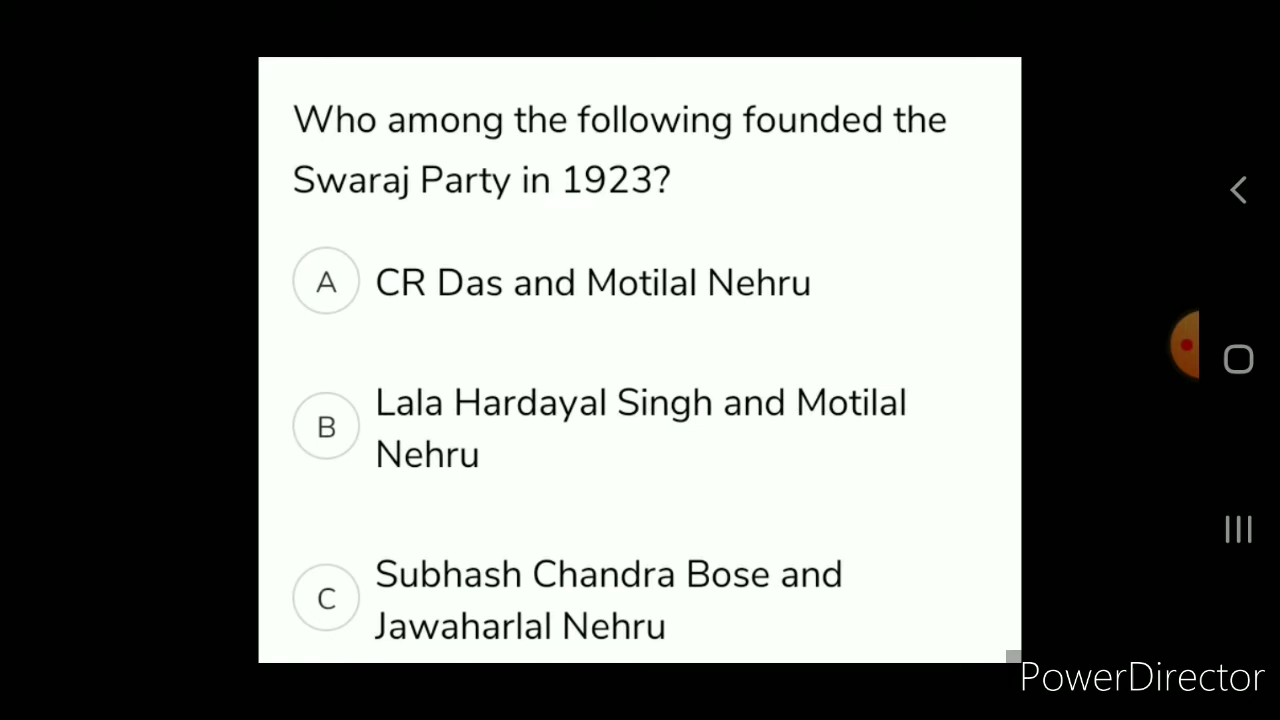 Who among the following founded the
Swaraj Party in 1923?
A CR Das and Motilal Nehru
B Lala Hardayal Singh and Motilal
Nehru
C Subhash Chandra Bose and
Jawaharlal Nehru
PowerDirector